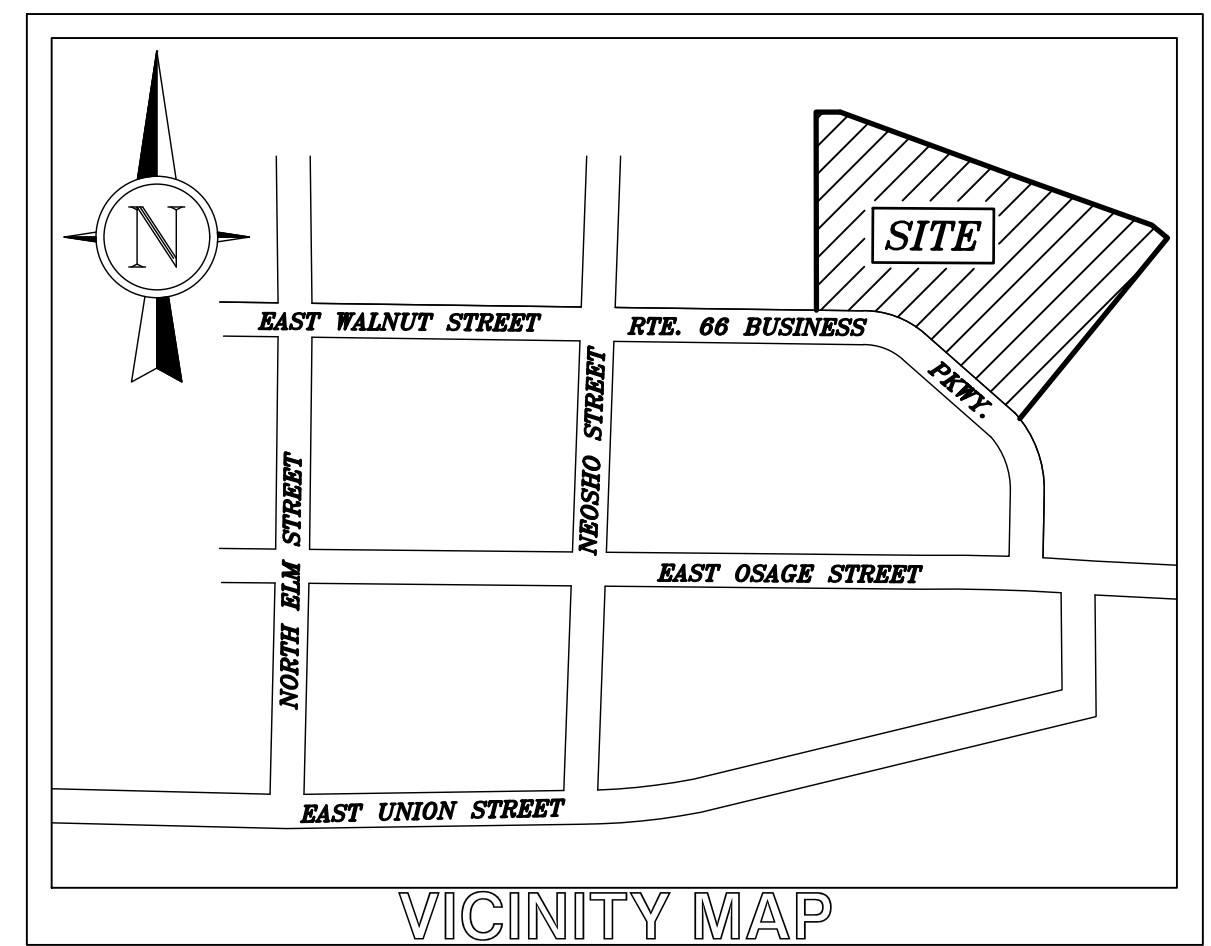 N
SITE
EAST WALNUT STREET
RTE. 66 BUSINESS
PKWY.
NEOSHO STREET
NORTH ELM STREET
EAST OSAGE STREET
EAST UNION STREET
VICINITY MAP